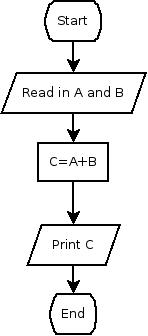 Start
Read in A and B
C=A+B
Print C
End